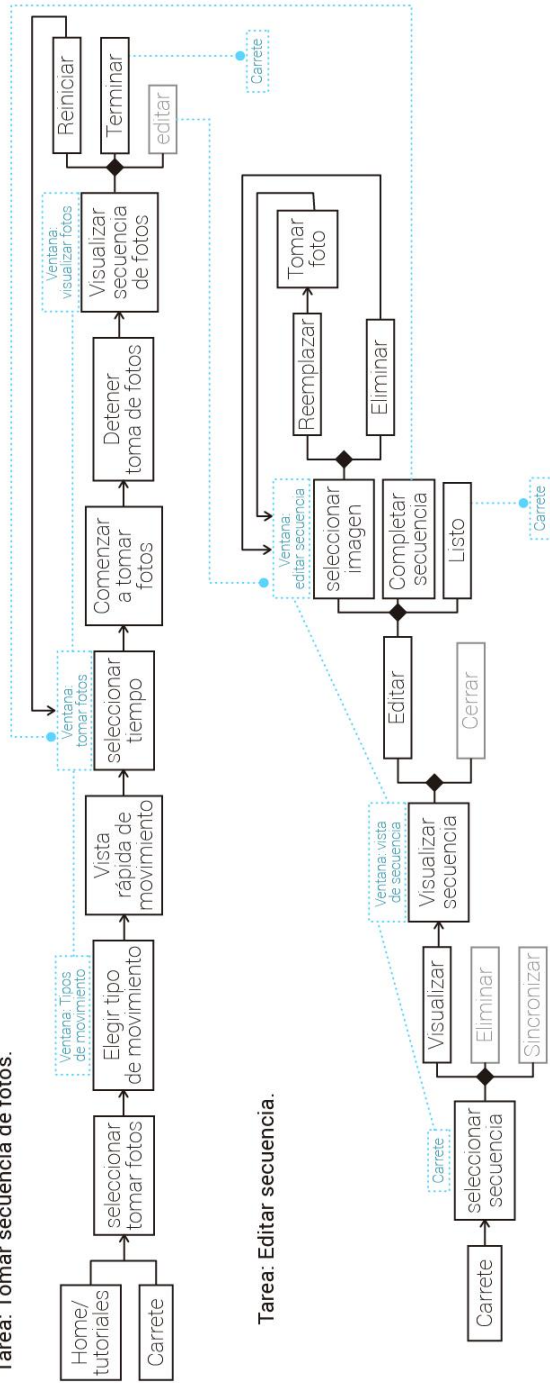 Tarea: Tomar secuencia de fotos.
Home/
tutoriales
Carrete
seleccionar
tomar fotos
Ventana: Tipos
de movimiento
Elegir tipo
de movimiento
Vista
rápida de
movimiento
Ventana:
tomar fotos
seleccionar
tiempo
Comenzar
a tomar
fotos
Detener
toma de fotos
Ventana:
visualizar fotos
Visualizar
secuencia
de fotos
Reiniciar
Terminar
editar
Carrete
Tarea: Editar secuencia.
Carrete
Carrete
seleccionar
secuencia
Visualizar
Eliminar
Sincronizar
Ventana: vista
de secuencia
Visualizar
secuencia
Editar
Cerrar
Ventana:
editar secuencia
seleccionar
imagen
Completar
secuencia
Listo
Reemplazar
Eliminar
Tomar
foto
Carrete